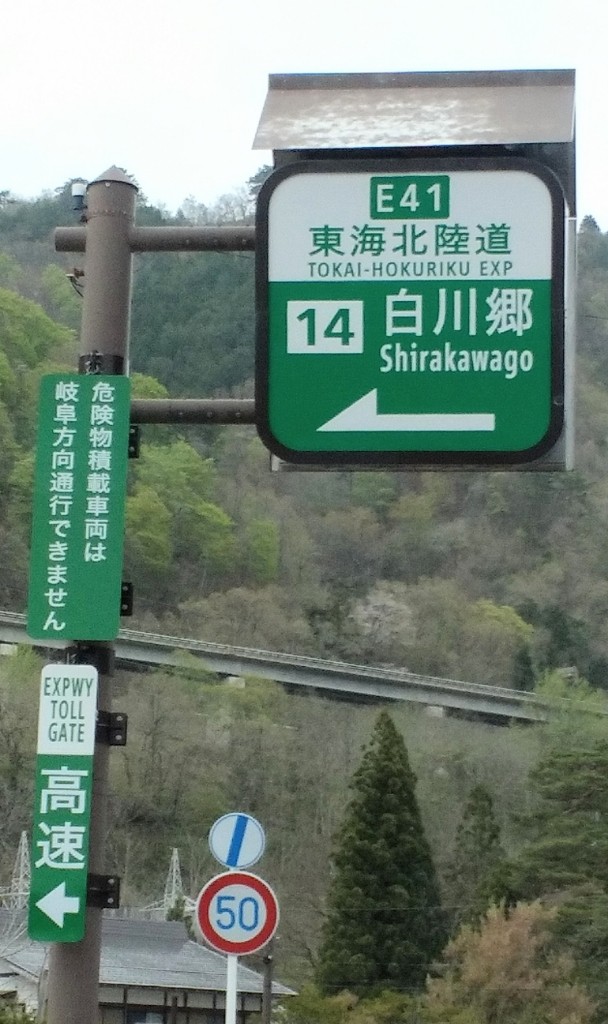 E41
東海北陸道
TOKAI-HOKURIKU EXP
14 白川郷
Shirakawago
危険物積載車両は
岐阜方向通行できません
EXPWY
TOLL
GATE
高速
50